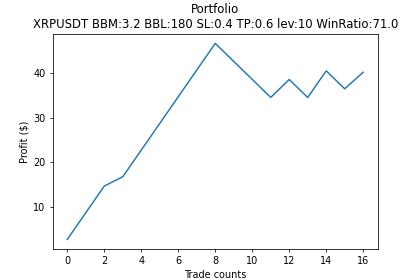 Portfolio
XRPUSDT BBM:3.2 BBL:180 SL:0.4 TP:0.6 lev:10 WinRatio:71.0
40
30
20
10
Profit ($)
0 2 4 6 8 10 12 14 16
Trade counts